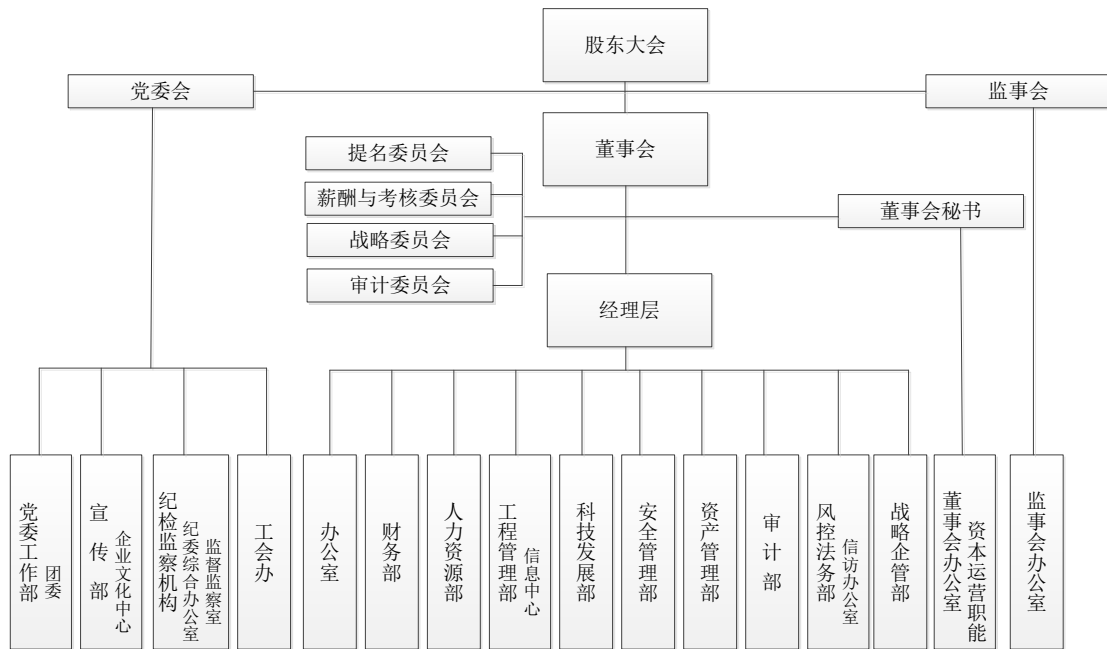 股东大会
党委会
监事会
董事会
提名委员会
薪酬与考核委员会
战略委员会
审计委员会
董事会秘书
经理层
党委工作部
团委
宣传部
企业文化中心
纪检监察机构
纪委综合办公室
监督监察室
工会办
办公室
财务部
人力资源部
工程管理部
信息中心
科技发展部
安全管理部
资产管理部
审计部
风控法务部
信访办公室
战略企管部
董事会办公室
资本运营职能
监事会办公室